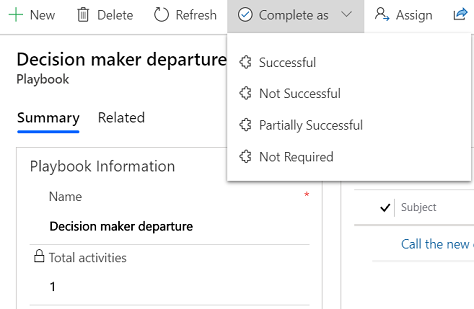 New Delete Refresh Complete as Assign
Decision maker departure
Playbook
Successful
Not Successful
Partially Successful
Not Required
Summary Related
Playbook Information
Name *
Decision maker departure
Total activities
1
Subject
Call the new